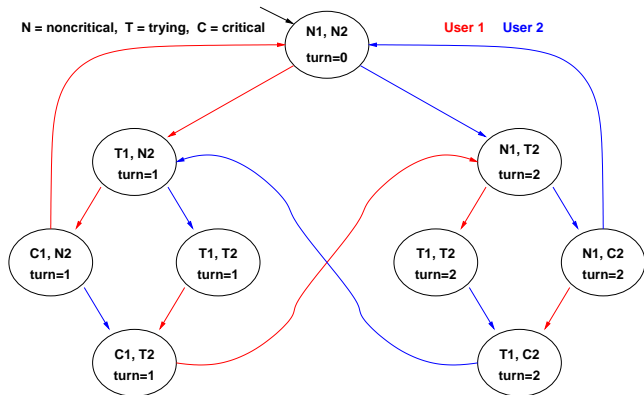 N = noncritical, T = trying, C = critical
User 1 User 2
N1, N2
turn=0
T1, N2
turn=1
N1, T2
turn=2
C1, N2
turn=1
T1, T2
turn=1
T1, T2
turn=2
N1, C2
turn=2
C1, T2
turn=1
T1, C2
turn=2